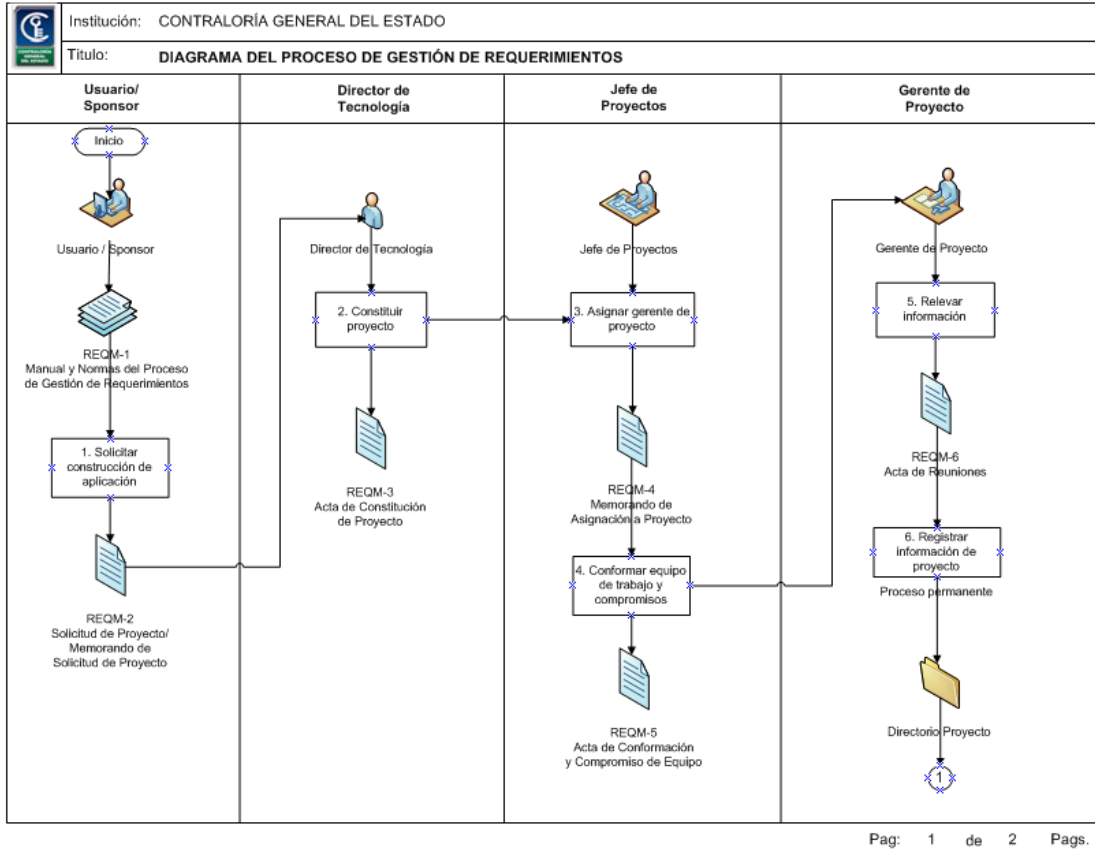 CONTRALORÍA
GENERAL
DEL ESTADO
Institución: CONTRALORÍA GENERAL DEL ESTADO
Título: DIAGRAMA DEL PROCESO DE GESTIÓN DE REQUERIMIENTOS
Usuario/
Sponsor
Director de
Tecnología
Jefe de
Proyectos
Gerente de
Proyecto
Inicio
Usuario / Sponsor
REQM-1
Manual y Normas del Proceso
de Gestión de Requerimientos
1. Solicitar
construcción de
aplicación
REQM-2
Solicitud de Proyecto/
Memorando de
Solicitud de Proyecto
Director de Tecnología
2. Constituir
proyecto
REQM-3
Acta de Constitución
de Proyecto
Jefe de Proyectos
3. Asignar gerente de
proyecto
REQM-4
Memorando de
Asignación a Proyecto
4. Conformar equipo
de trabajo y
compromisos
REQM-5
Acta de Conformación
y Compromiso de Equipo
Gerente de Proyecto
5. Relevar
información
REQM-6
Acta de Reuniones
6. Registrar
información de
proyecto
Proceso permanente
Directorio Proyecto
1
Pag: 1 de 2 Pags.